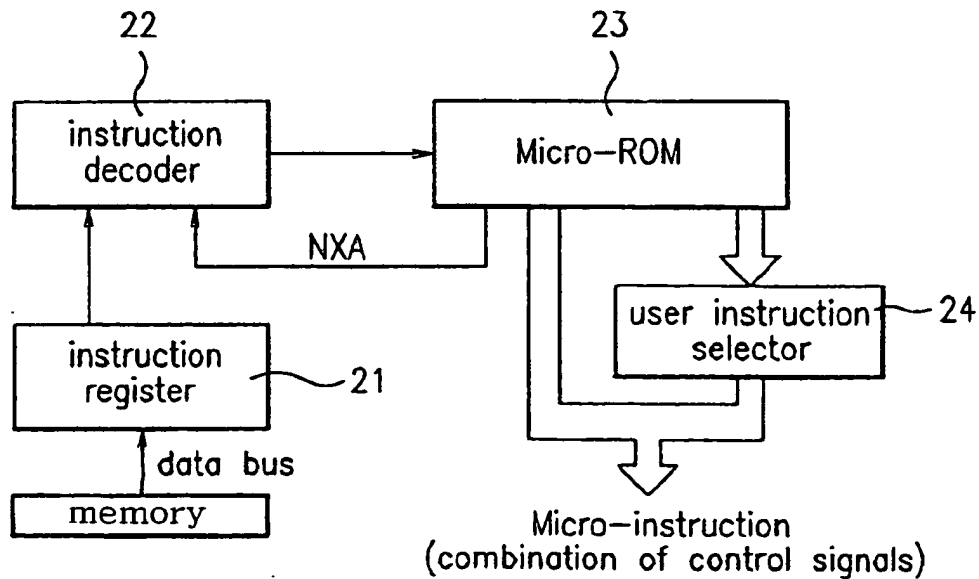 22
23
instruction
decoder
Micro-ROM
NXA
user instruction
selector
24
instruction
register
21
data bus
memory
Micro-instruction
(combination of control signals)